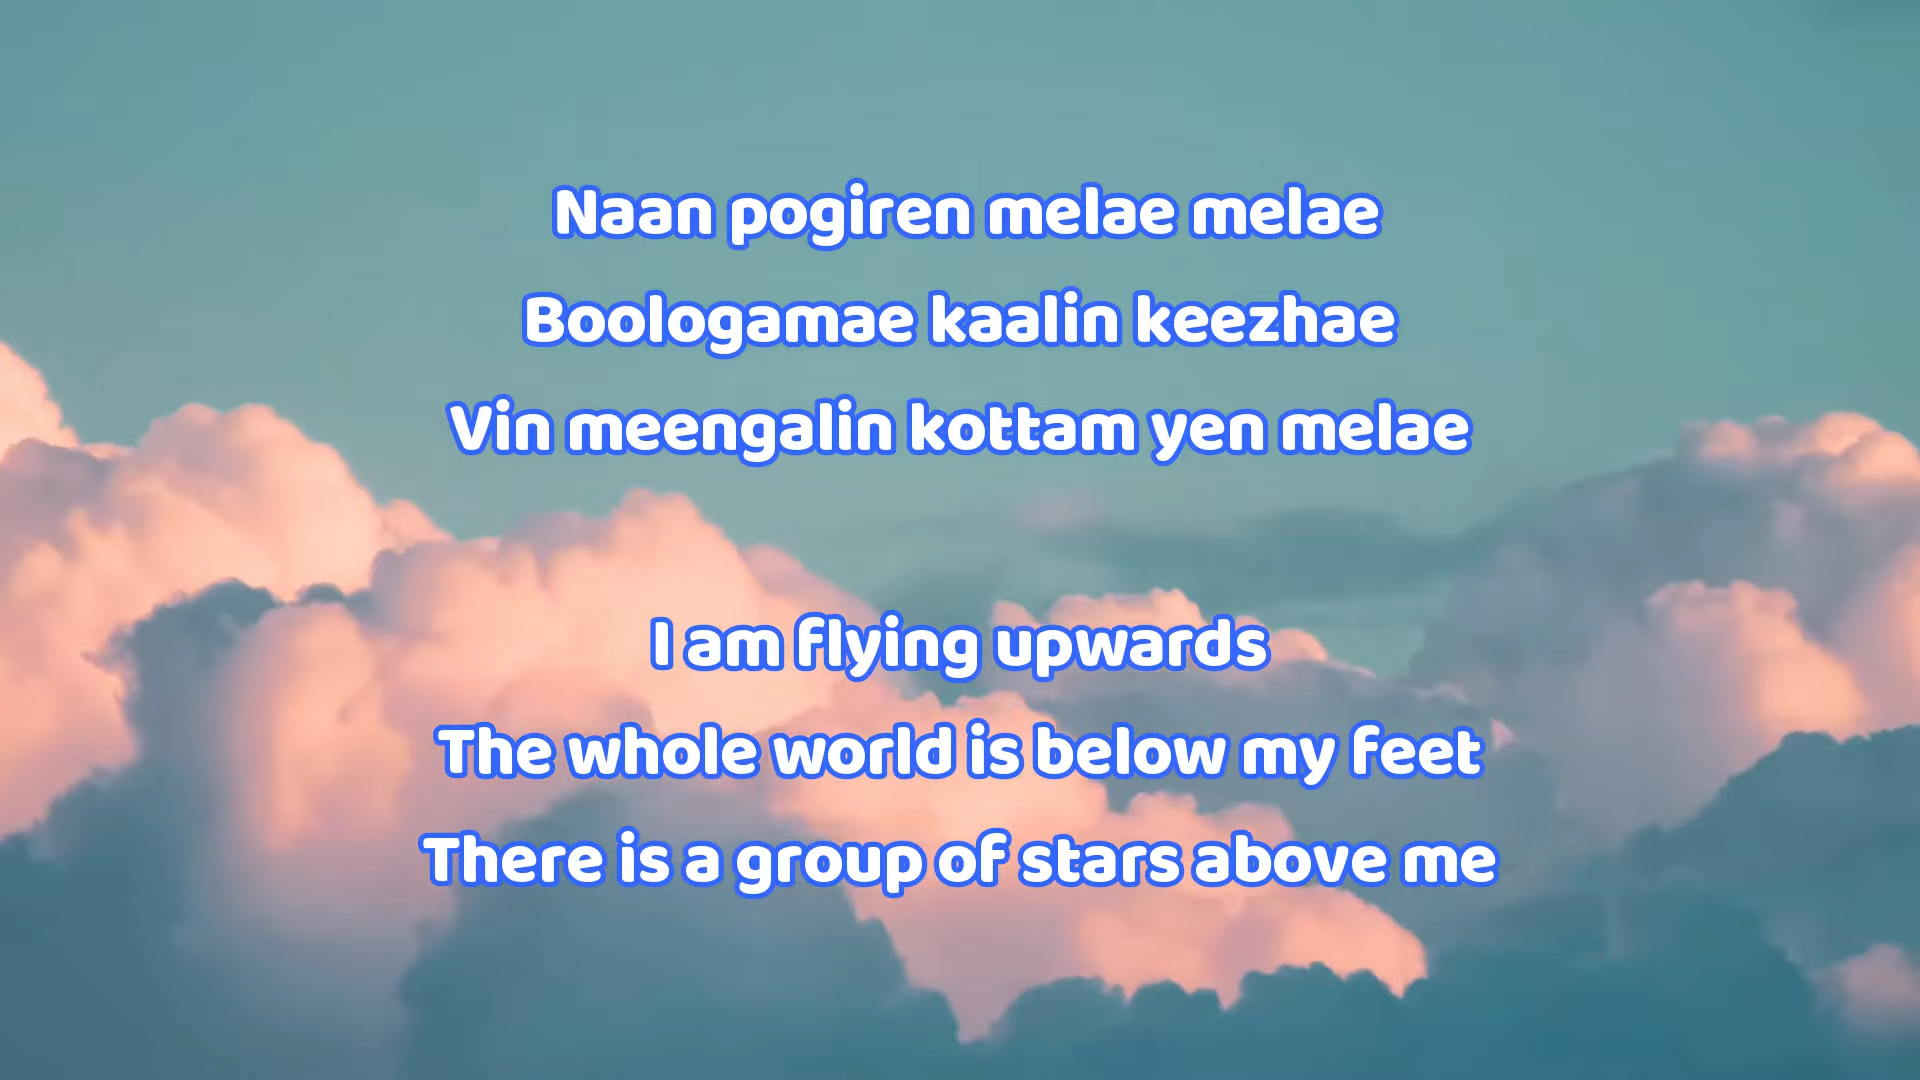 Naan pogiren melae melae
Boologamae kaalin keezhae
Vin meengalin kottam yen melae
I am flying upwards
The whole world is below my feet
There is a group of stars above me